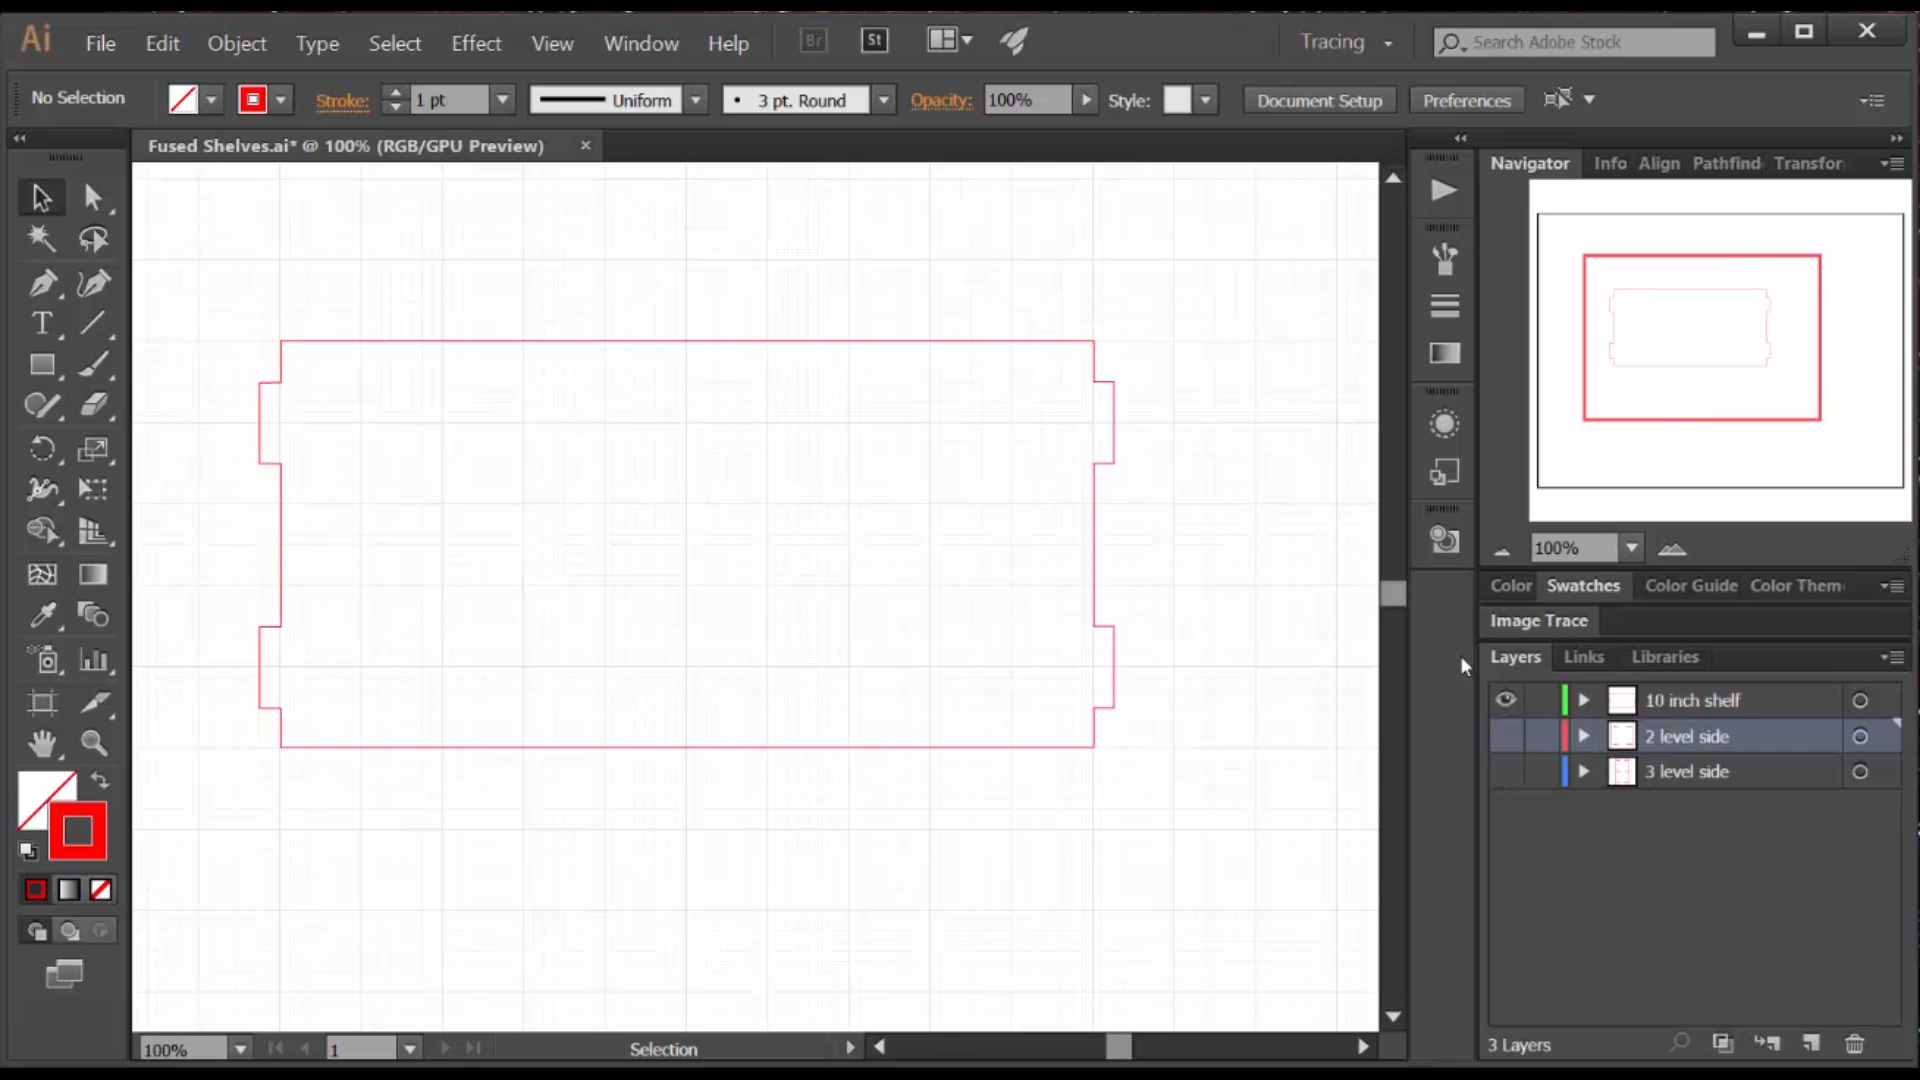 Ai File Edit Object Type Select Effect View Window Help Br St Tracing Search Adobe Stock
No Selection Stroke: 1 pt Uniform 3 pt. Round Opacity: 100% Style: Document Setup Preferences
Fused Shelves.ai* @ 100% (RGB/GPU Preview)
Navigator Info Align Pathfind Transfor
100%
Color Swatches Color Guide Color Them
Image Trace
Layers Links Libraries
10 inch shelf
2 level side
3 level side
3 Layers
100% 1 Selection